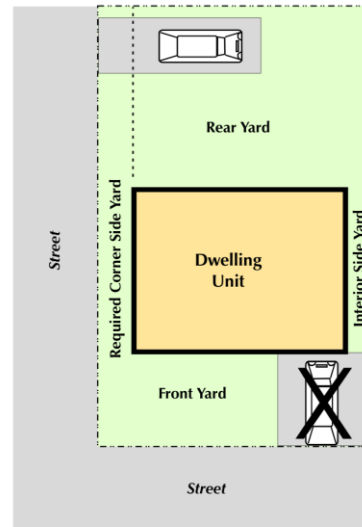 Rear Yard
Street
Required Corner Side Yard
Dwelling
Unit
Interior Side Yard
Front Yard
Street